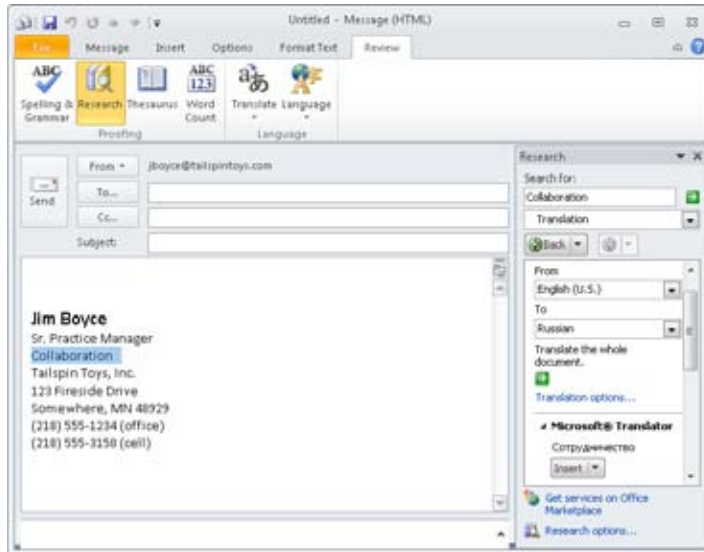 Untitled - Message (HTML)
File Message Insert Options Format Text Review
ABC ABC 123 aあ
Spelling & Grammar Research Thesaurus Word Count Translate Language
Proofing Language
From jboyce@tailspintoys.com
Send
To...
Cc...
Subject:
Jim Boyce
Sr. Practice Manager
Collaboration
Tailspin Toys, Inc.
123 Fireside Drive
Somewhere, MN 48929
(218) 555-1234 (office)
(218) 555-3158 (cell)
Research
Search for:
Collaboration
Translation
Back
From
English (U.S.)
To
Russian
Translate the whole
document.
Translation options...
Microsoft® Translator
Сотрудничество
Insert
Get services on Office
Marketplace
Research options...